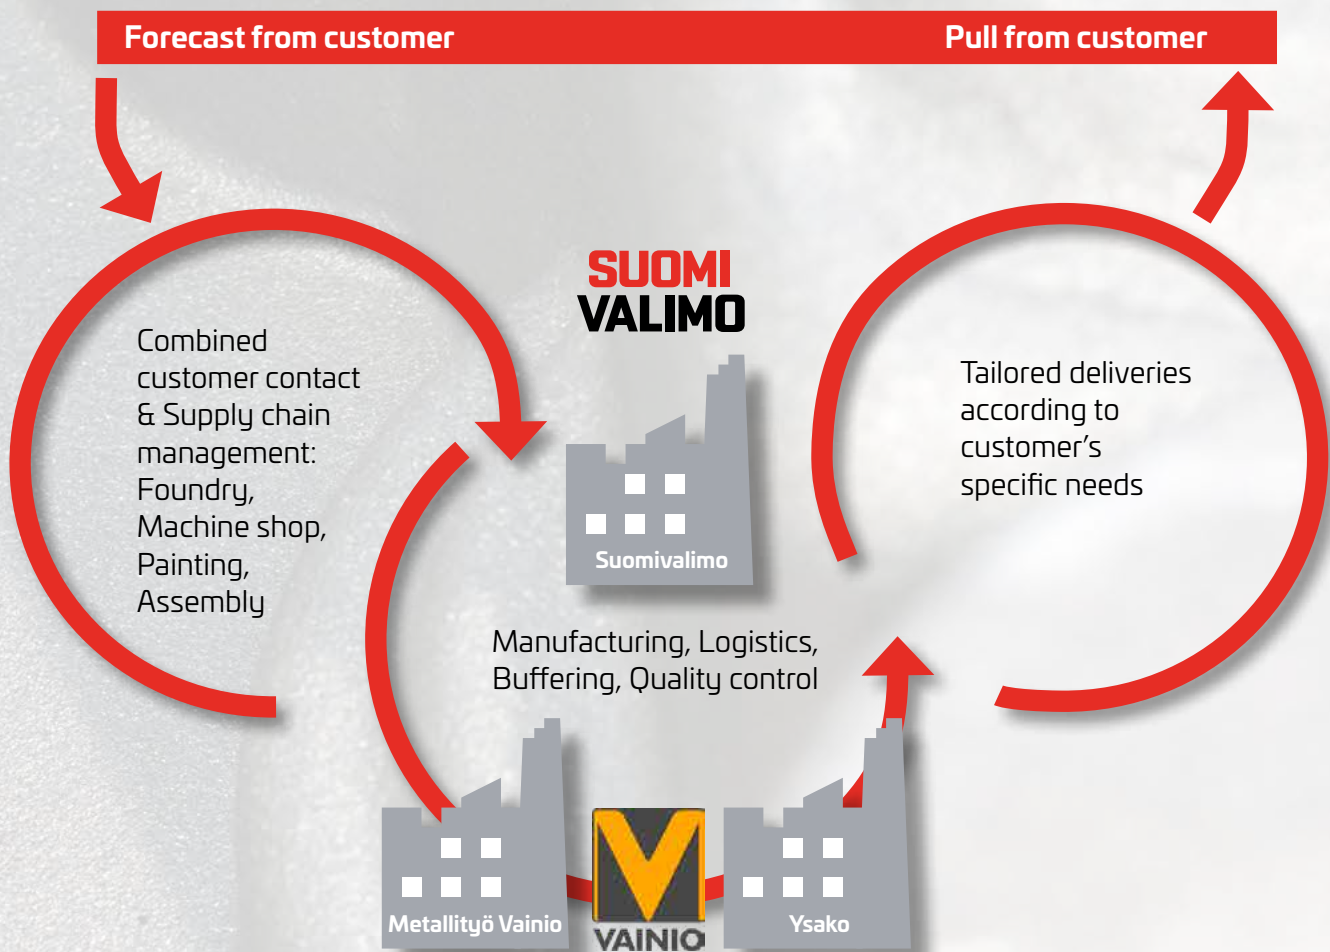 Forecast from customer
Pull from customer
Combined
customer contact
& Supply chain
management:
Foundry,
Machine shop,
Painting,
Assembly
SUOMI
VALIMO
Suomivalimo
Tailored deliveries
according to
customer’s
specific needs
Manufacturing, Logistics,
Buffering, Quality control
Metallityö Vainio
VAINIO
Ysako